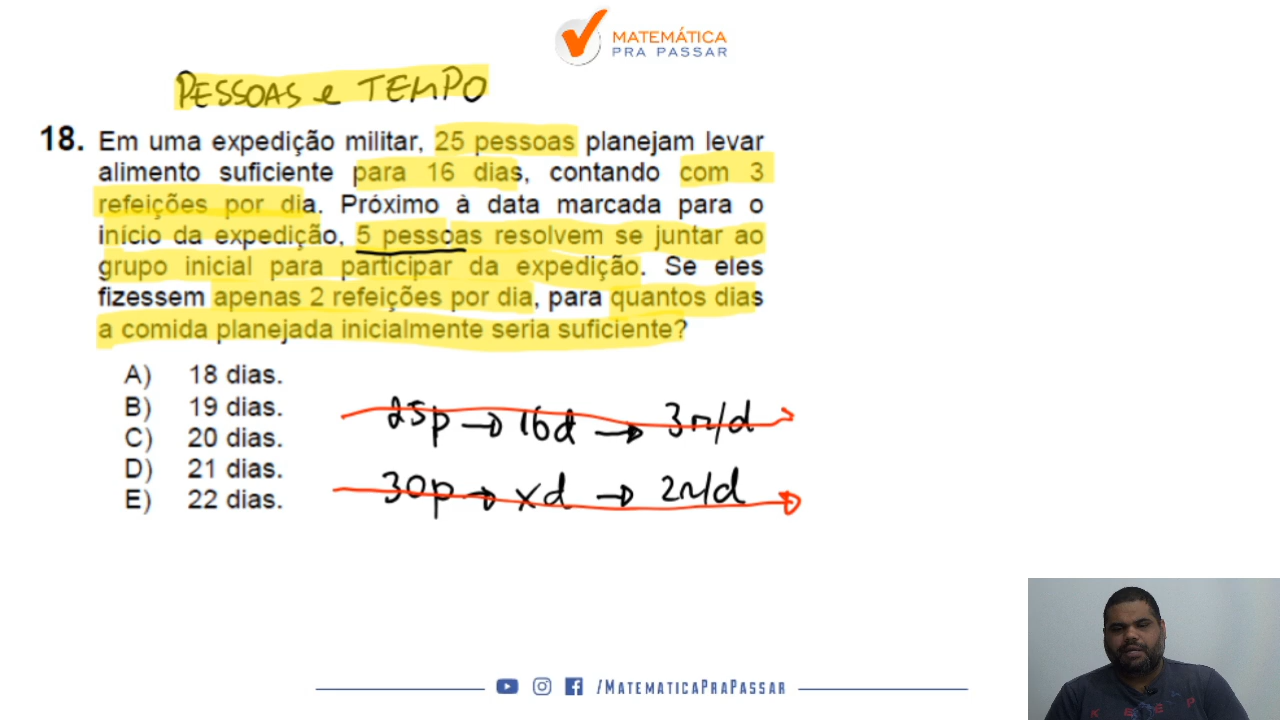 MATEMÁTICA
PRA PASSAR
PESSOAS e TEMPO
18. Em uma expedição militar, 25 pessoas planejam levar
alimento suficiente para 16 dias, contando com 3
refeições por dia. Próximo à data marcada para o
início da expedição, 5 pessoas resolvem se juntar ao
grupo inicial para participar da expedição. Se eles
fizessem apenas 2 refeições por dia, para quantos dias
a comida planejada inicialmente seria suficiente?
A) 18 dias.
B) 19 dias.
C) 20 dias.
D) 21 dias.
E) 22 dias.
25p → 16d → 3r/d
30p → xd → 2r/d
KEEP
/MATEMATICAPRAPASSAR